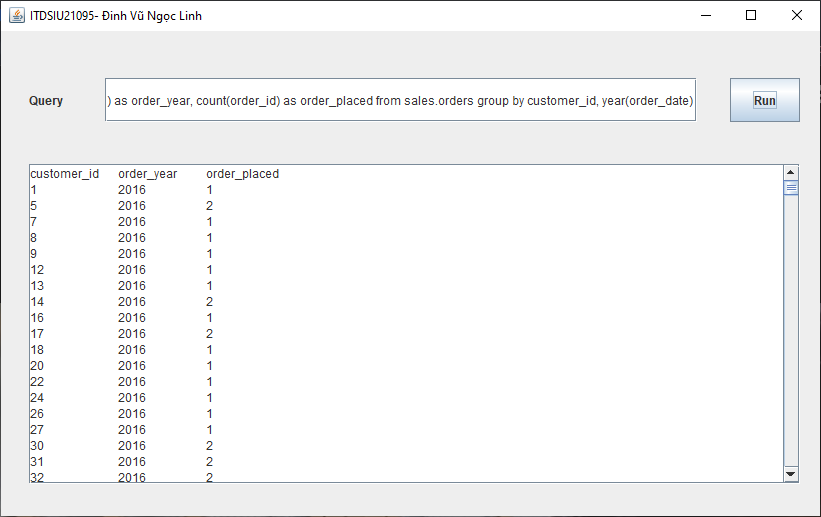 ITDSIU21095- Đinh Vũ Ngọc Linh
Query ) as order_year, count(order_id) as order_placed from sales.orders group by customer_id, year(order_date) Run
customer_id order_year order_placed
1 2016 1
5 2016 2
7 2016 1
8 2016 1
9 2016 1
12 2016 1
13 2016 1
14 2016 2
16 2016 1
17 2016 2
18 2016 1
20 2016 1
22 2016 1
24 2016 1
26 2016 1
27 2016 1
30 2016 2
31 2016 2
32 2016 2